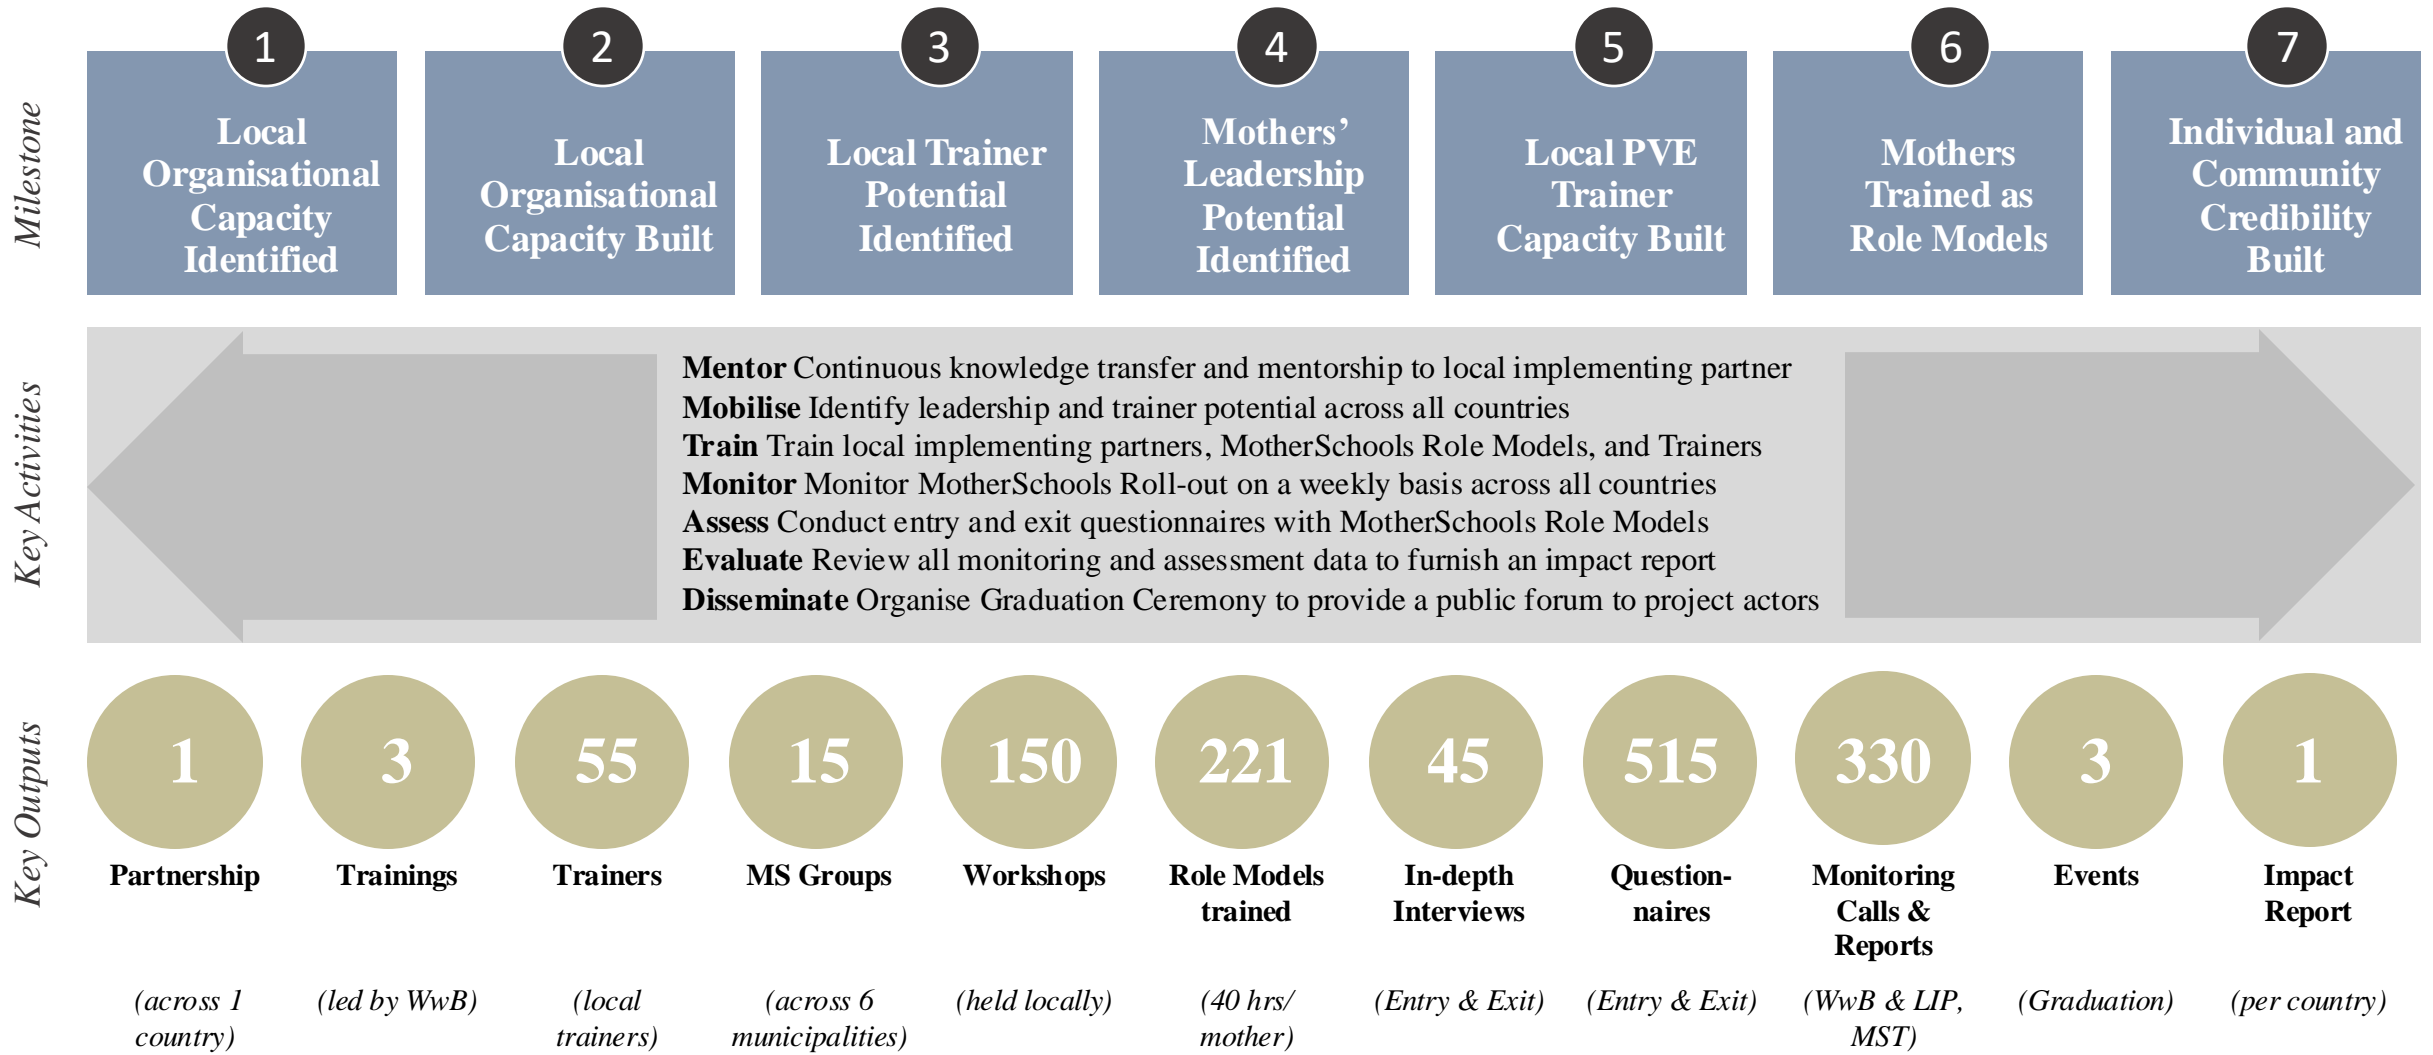 Milestone
1
Local
Organisational
Capacity
Identified
2
Local
Organisational
Capacity Built
3
Local Trainer
Potential
Identified
4
Mothers’
Leadership
Potential
Identified
5
Local PVE
Trainer
Capacity Built
6
Mothers
Trained as
Role Models
7
Individual and
Community
Credibility
Built
Key Activities
Mentor Continuous knowledge transfer and mentorship to local implementing partner
Mobilise Identify leadership and trainer potential across all countries
Train Train local implementing partners, MotherSchools Role Models, and Trainers
Monitor Monitor MotherSchools Roll-out on a weekly basis across all countries
Assess Conduct entry and exit questionnaires with MotherSchools Role Models
Evaluate Review all monitoring and assessment data to furnish an impact report
Disseminate Organise Graduation Ceremony to provide a public forum to project actors
Key Outputs
1
Partnership
(across 1
country)
3
Trainings
(led by WwB)
55
Trainers
(local
trainers)
15
MS Groups
(across 6
municipalities)
150
Workshops
(held locally)
221
Role Models
trained
(40 hrs/
mother)
45
In-depth
Interviews
(Entry & Exit)
515
Question-
naires
(Entry & Exit)
330
Monitoring
Calls &
Reports
(WwB & LIP,
MST)
3
Events
(Graduation)
1
Impact
Report
(per country)